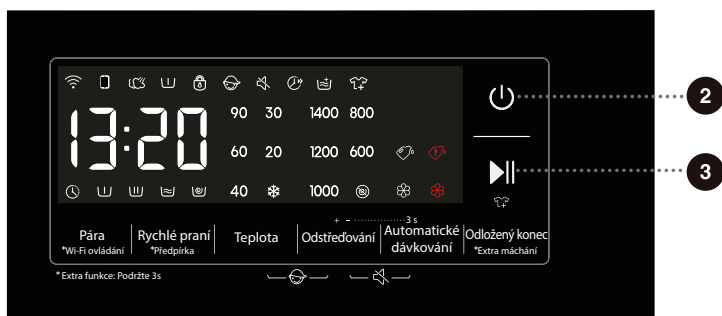 90 30 1400 800
13:20
2
60 20 1200 600
3
40 1000
+ - 3 s
Pára
*Wi-Fi ovládání
Rychlé praní
*Předpírka
Teplota
Odstřeďování
Automatické
dávkování
Odložený konec
*Extra máchání
*Extra funkce: Podržte 3s